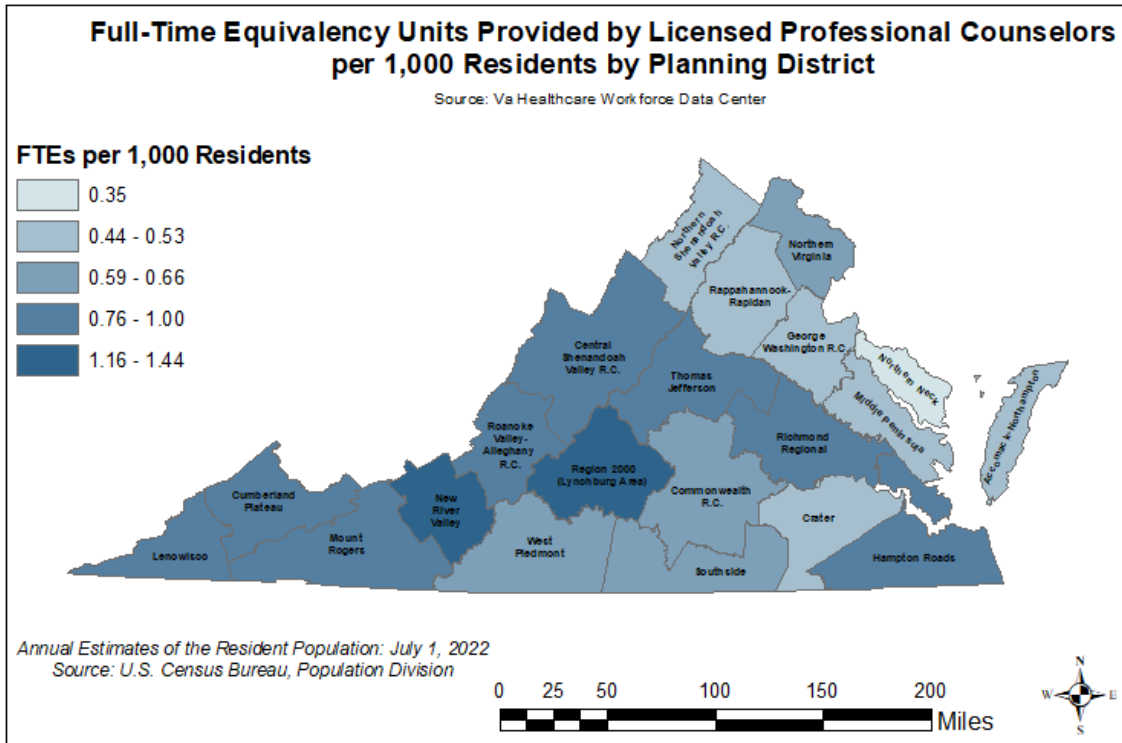 Full-Time Equivalency Units Provided by Licensed Professional Counselors
per 1,000 Residents by Planning District
Source: Va Healthcare Workforce Data Center
FTEs per 1,000 Residents
0.35
0.44 - 0.53
0.59 - 0.66
0.76 - 1.00
1.16 - 1.44
Northern
Shenandoah
Valley R.C.
Northern
Virginia
Rappahannock-
Rapidan
George
Washington R.C.
Northern Neck
Middle Peninsula
Accomack-Northampton
Central
Shenandoah
Valley R.C.
Thomas
Jefferson
Richmond
Regional
Roanoke
Valley-
Alleghany
R.C.
Region 2000
(Lynchburg Area)
Commonwealth
R.C.
Crater
Hampton Roads
New
River
Valley
Cumberland
Plateau
Lenowisco
Mount
Rogers
West
Piedmont
Southside
Annual Estimates of the Resident Population: July 1, 2022
Source: U.S. Census Bureau, Population Division
0 25 50 100 150 200
Miles
N
W E
S